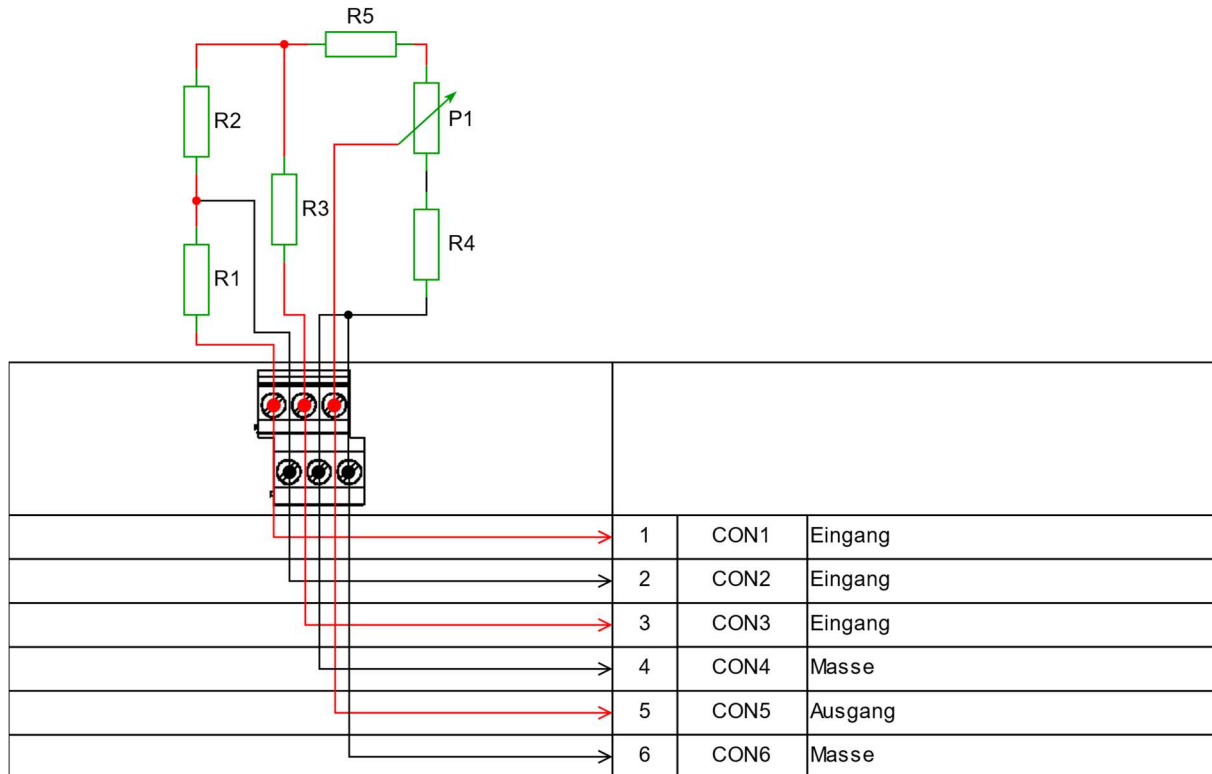 R5
R2
P1
R3
R4
R1
1 CON1 Eingang
2 CON2 Eingang
3 CON3 Eingang
4 CON4 Masse
5 CON5 Ausgang
6 CON6 Masse